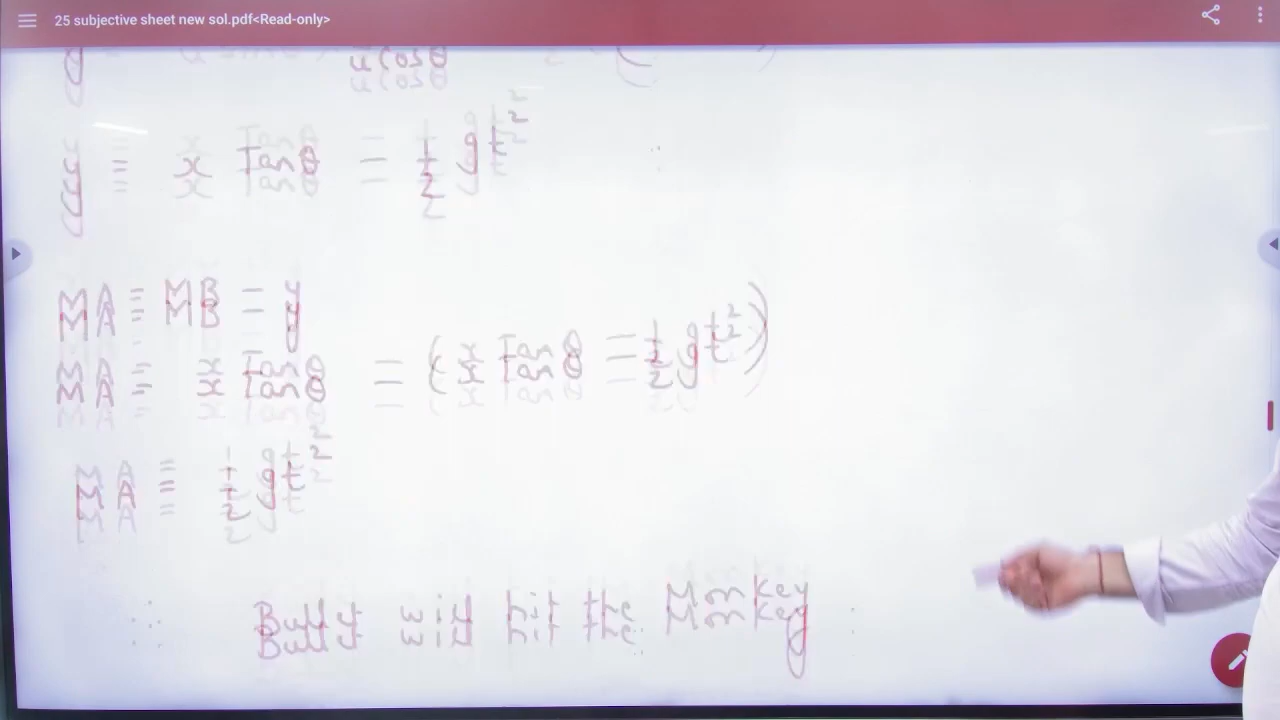 25 subjective sheet new sol.pdf<Read-only>
u cosθ
y = x Tanθ - 1/2 gt²
MA = MB - y
MA = x Tanθ - (x Tanθ - 1/2 gt²)
MA = 1/2 gt²
∴ Bullet will hit the Monkey